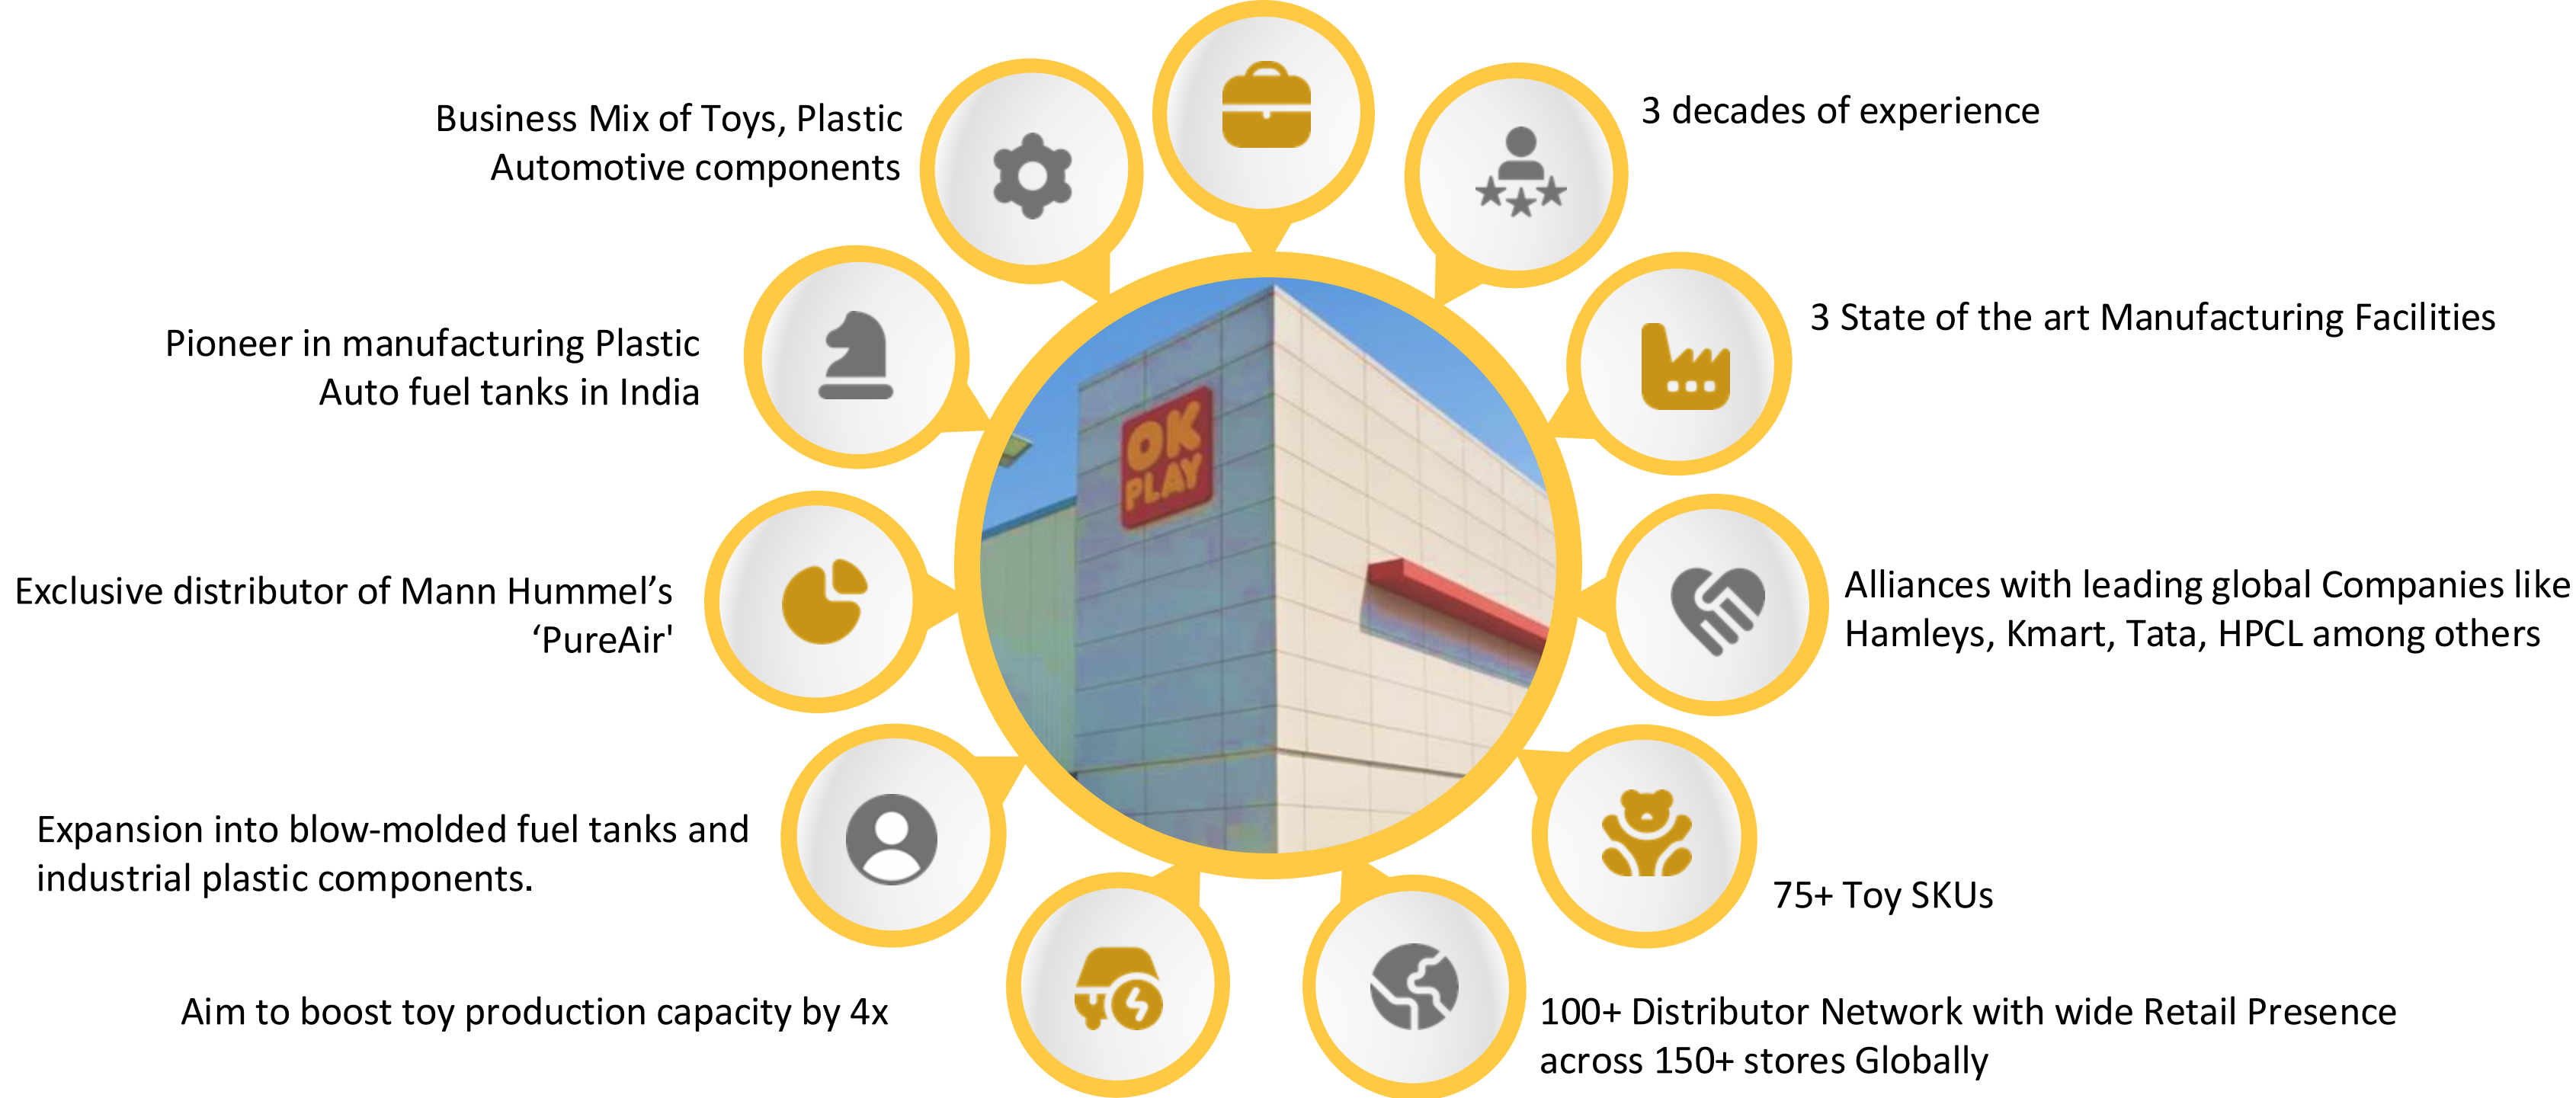 Business Mix of Toys, Plastic
Automotive components
3 decades of experience
3 State of the art Manufacturing Facilities
Pioneer in manufacturing Plastic
Auto fuel tanks in India
OK
PLAY
Exclusive distributor of Mann Hummel’s
‘PureAir'
Alliances with leading global Companies like
Hamleys, Kmart, Tata, HPCL among others
Expansion into blow-molded fuel tanks and
industrial plastic components.
75+ Toy SKUs
Aim to boost toy production capacity by 4x
100+ Distributor Network with wide Retail Presence
across 150+ stores Globally